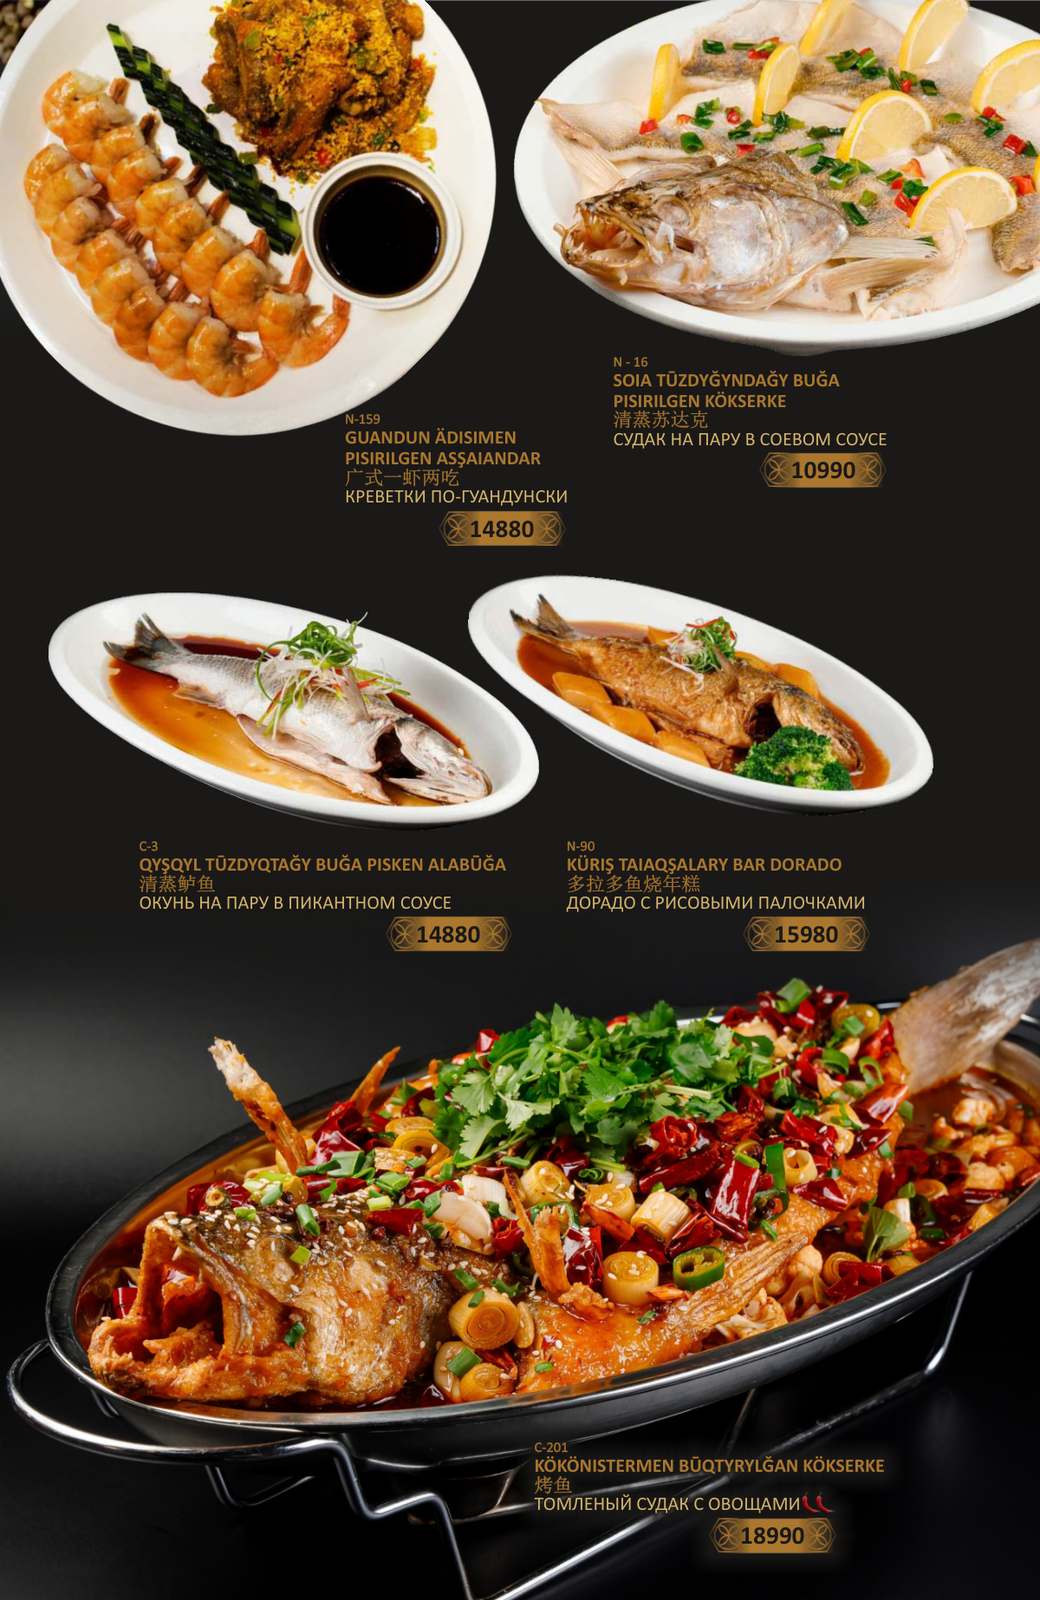 N-159
GUANDUN ÄDISIMEN
PISIRILGEN ASŞAIANDAR
广式一虾两吃
КРЕВЕТКИ ПО-ГУАНДУНСКИ
14880
N - 16
SOIA TŪZDYĞYNDAĞY BUĞA
PISIRILGEN KÖKSERKE
清蒸苏达克
СУДАК НА ПАРУ В СОЕВОМ СОУСЕ
10990
C-3
QYŞQYL TŪZDYQTAĞY BUĞA PISKEN ALABŪĞA
清蒸鲈鱼
ОКУНЬ НА ПАРУ В ПИКАНТНОМ СОУСЕ
14880
N-90
KÜRIŞ TAIAQŞALARY BAR DORADO
多拉多鱼烧年糕
ДОРАДО С РИСОВЫМИ ПАЛОЧКАМИ
15980
C-201
KÖKÖNISTERMEN BŪQTYRYLĞAN KÖKSERKE
烤鱼
ТОМЛЕНЫЙ СУДАК С ОВОЩАМИ
18990